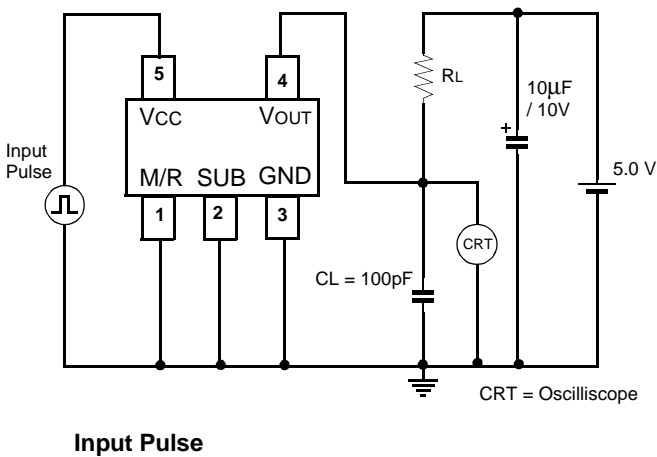 5
4
VCC
VOUT
RL
10µF
/ 10V
+
Input
Pulse
M/R SUB GND
5.0 V
1
2
3
CRT
CL = 100pF
CRT = Oscilliscope
Input Pulse